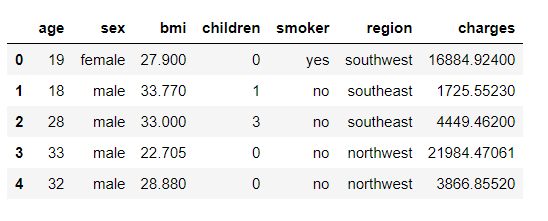 age sex bmi children smoker region charges
0 19 female 27.900 0 yes southwest 16884.92400
1 18 male 33.770 1 no southeast 1725.55230
2 28 male 33.000 3 no southeast 4449.46200
3 33 male 22.705 0 no northwest 21984.47061
4 32 male 28.880 0 no northwest 3866.85520